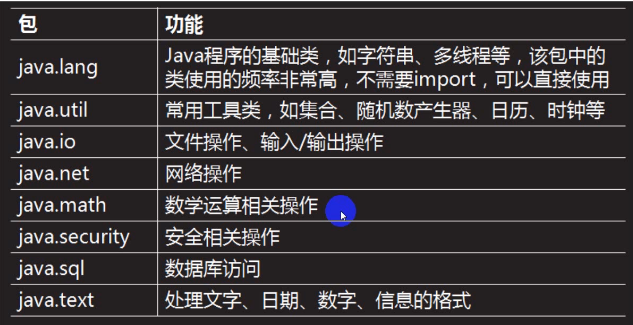 包 功能
java.lang Java程序的基础类，如字符串、多线程等，该包中的
类使用的频率非常高，不需要import，可以直接使用
java.util 常用工具类，如集合、随机数产生器、日历、时钟等
java.io 文件操作、输入/输出操作
java.net 网络操作
java.math 数学运算相关操作
java.security 安全相关操作
java.sql 数据库访问
java.text 处理文字、日期、数字、信息的格式